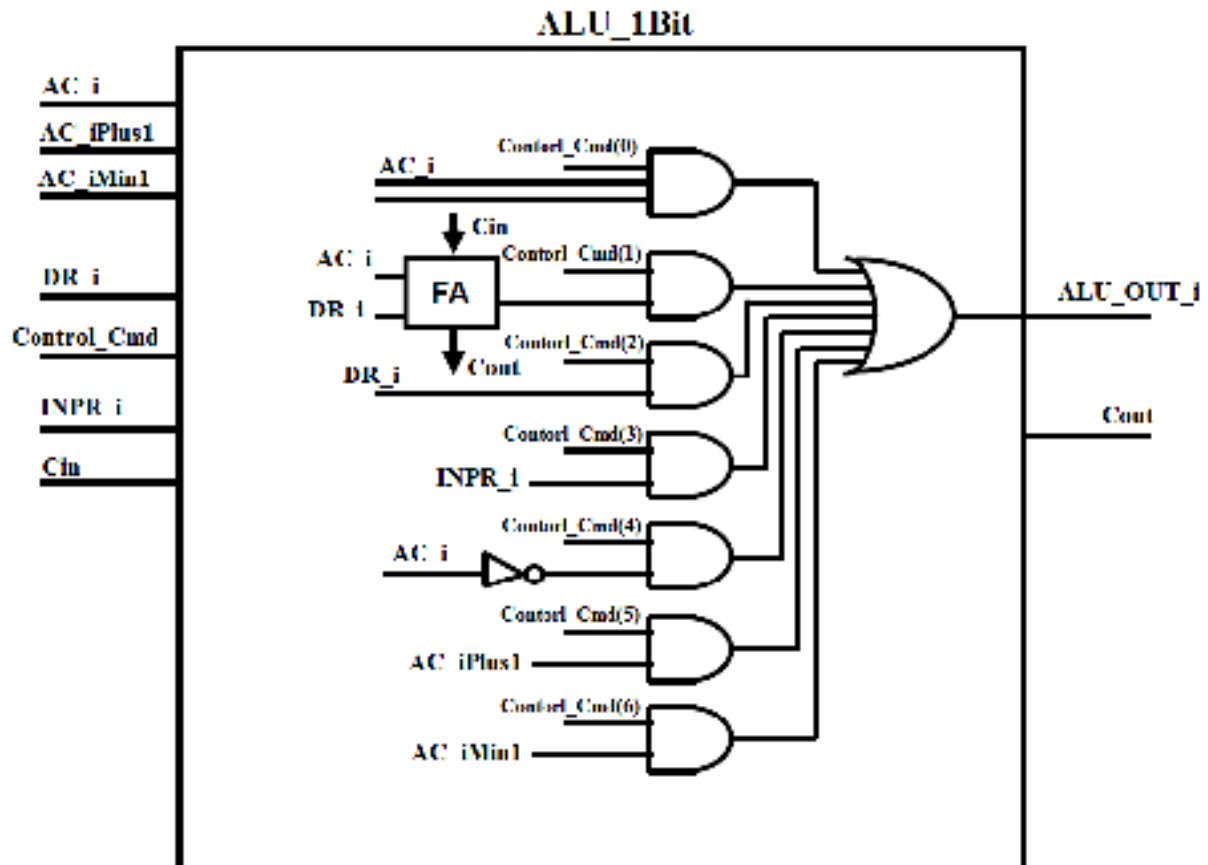 ALU_1Bit
AC_i
AC_iPlus1
AC_iMin1
DR_i
Control_Cmd
INPR_i
Cin
Contorl_Cmd(0)
AC_i
Cin
AC_i
FA
DR_i
Cout
Contorl_Cmd(1)
Contorl_Cmd(2)
DR_i
Contorl_Cmd(3)
INPR_i
Contorl_Cmd(4)
AC_i
Contorl_Cmd(5)
AC_iPlus1
Contorl_Cmd(6)
AC_iMin1
ALU_OUT_i
Cout